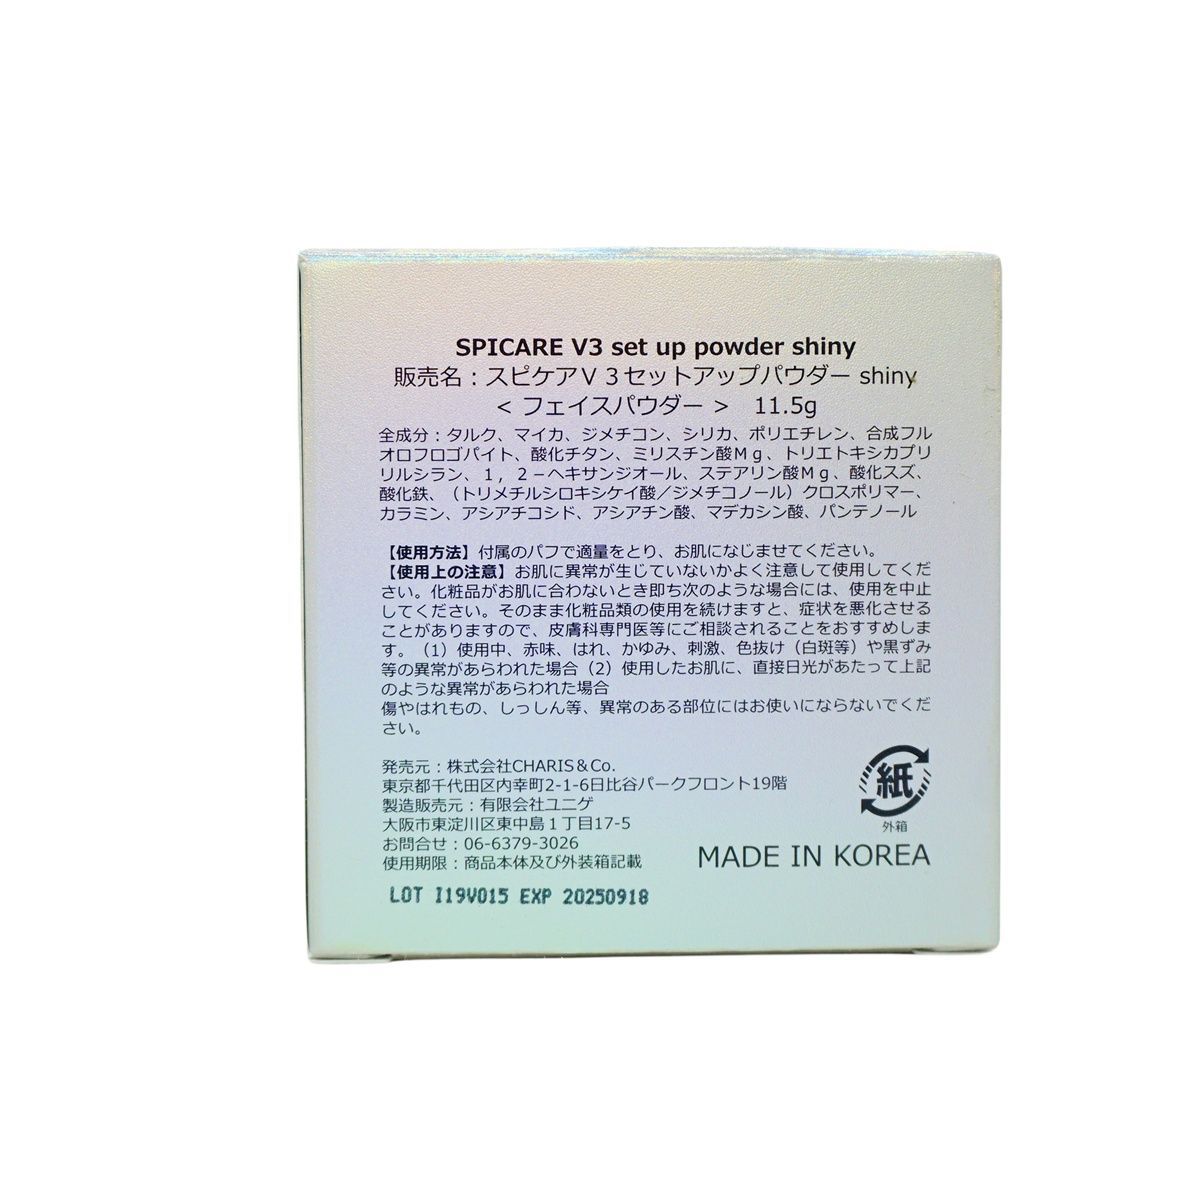 SPICARE V3 set up powder shiny
販売名：スピケアＶ３セットアップパウダー shiny
< フェイスパウダー >　11.5g
全成分：タルク、マイカ、ジメチコン、シリカ、ポリエチレン、合成フル
オロフロゴパイト、酸化チタン、ミリスチン酸Ｍｇ、トリエトキシカプリ
リルシラン、１，２－ヘキサンジオール、ステアリン酸Ｍｇ、酸化スズ、
酸化鉄、（トリメチルシロキシケイ酸／ジメチコノール）クロスポリマー、
カラミン、アシアチコシド、アシアチン酸、マデカシン酸、パンテノール
【使用方法】付属のパフで適量をとり、お肌になじませてください。
【使用上の注意】お肌に異常が生じていないかよく注意して使用してくだ
さい。化粧品がお肌に合わないとき即ち次のような場合には、使用を中止
してください。そのまま化粧品類の使用を続けますと、症状を悪化させる
ことがありますので、皮膚科専門医等にご相談されることをおすすめしま
す。（1）使用中、赤味、はれ、かゆみ、刺激、色抜け（白斑等）や黒ずみ
等の異常があらわれた場合（2）使用したお肌に、直接日光があたって上記
のような異常があらわれた場合
傷やはれもの、しっしん等、異常のある部位にはお使いにならないでくだ
さい。
発売元：株式会社CHARIS＆Co.
東京都千代田区内幸町2-1-6日比谷パークフロント19階
製造販売元：有限会社ユニゲ
大阪市東淀川区東中島１丁目17-5
お問合せ：06-6379-3026
使用期限：商品本体及び外装箱記載
紙
外箱
MADE IN KOREA
LOT I19V015 EXP 20250918